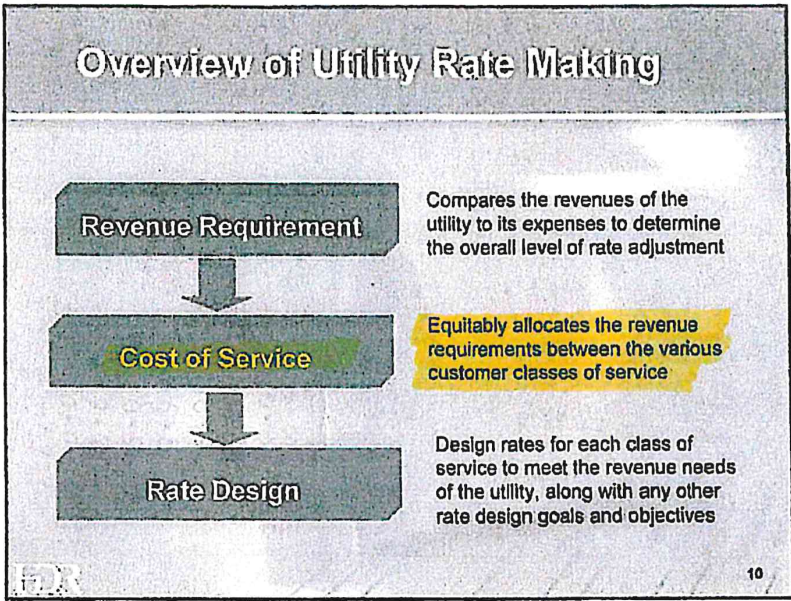 Overview of Utility Rate Making
Revenue Requirement
Compares the revenues of the
utility to its expenses to determine
the overall level of rate adjustment
Cost of Service
Equitably allocates the revenue
requirements between the various
customer classes of service
Rate Design
Design rates for each class of
service to meet the revenue needs
of the utility, along with any other
rate design goals and objectives
HDR
10